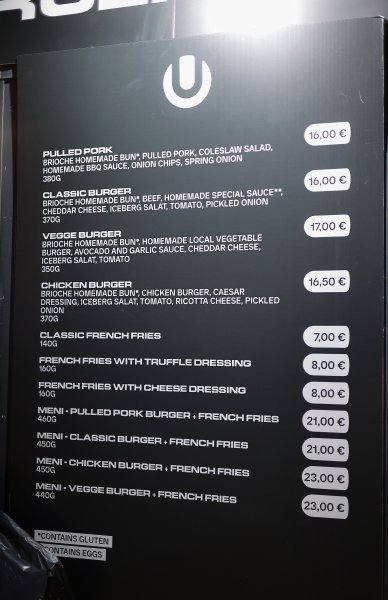 PULLED PORK
16,00 €
BRIOCHE HOMEMADE BUN*, PULLED PORK, COLESLAW SALAD,
HOMEMADE BBQ SAUCE, ONION CHIPS, SPRING ONION
380G
CLASSIC BURGER
16,00 €
BRIOCHE HOMEMADE BUN*, BEEF, HOMEMADE SPECIAL SAUCE**,
CHEDDAR CHEESE, ICEBERG SALAT, TOMATO, PICKLED ONION
370G
VEGGE BURGER
17,00 €
BRIOCHE HOMEMADE BUN*, HOMEMADE LOCAL VEGETABLE
BURGER, AVOCADO AND GARLIC SAUCE, CHEDDAR CHEESE,
ICEBERG SALAT, TOMATO
350G
CHICKEN BURGER
16,50 €
BRIOCHE HOMEMADE BUN*, CHICKEN BURGER, CAESAR
DRESSING, ICEBERG SALAT, TOMATO, RICOTTA CHEESE, PICKLED
ONION
370G
CLASSIC FRENCH FRIES
7,00 €
140G
FRENCH FRIES WITH TRUFFLE DRESSING
8,00 €
160G
FRENCH FRIES WITH CHEESE DRESSING
8,00 €
160G
MENI - PULLED PORK BURGER + FRENCH FRIES
21,00 €
460G
MENI - CLASSIC BURGER + FRENCH FRIES
21,00 €
450G
MENI - CHICKEN BURGER + FRENCH FRIES
23,00 €
450G
MENI - VEGGE BURGER + FRENCH FRIES
23,00 €
440G
*CONTAINS GLUTEN
CONTAINS EGGS